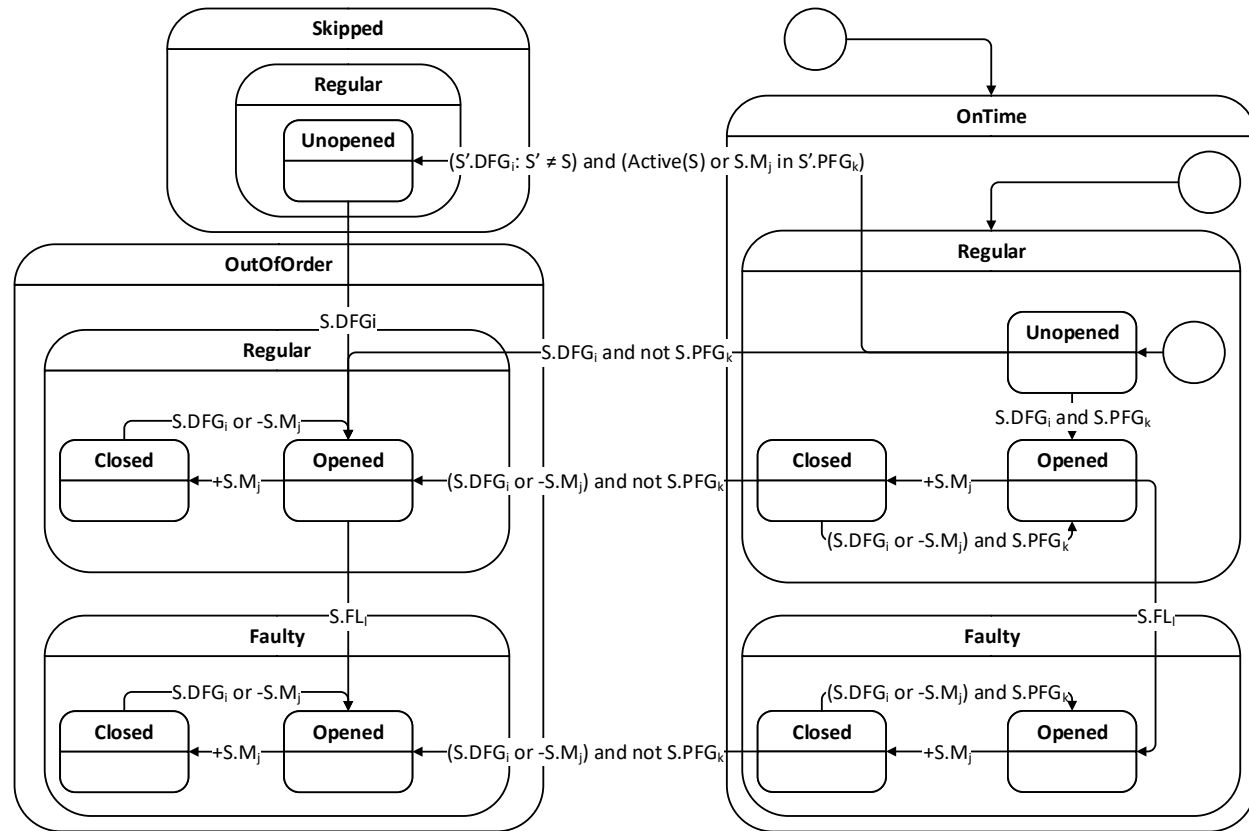 Skipped
Regular
Unopened
(S’.DFGᵢ: S’ ≠ S) and (Active(S) or S.Mⱼ in S’.PFGₖ)
OnTime
Regular
Unopened
S.DFGᵢ and S.PFGₖ
Closed
+S.Mⱼ
Opened
(S.DFGᵢ or -S.Mⱼ) and S.PFGₖ
S.FLₗ
Faulty
(S.DFGᵢ or -S.Mⱼ) and S.PFGₖ
Closed
+S.Mⱼ
Opened
OutOfOrder
S.DFGi
Regular
S.DFGᵢ and not S.PFGₖ
S.DFGᵢ or -S.Mⱼ
Closed
+S.Mⱼ
Opened
(S.DFGᵢ or -S.Mⱼ) and not S.PFGₖ
S.FLₗ
Faulty
S.DFGᵢ or -S.Mⱼ
Closed
+S.Mⱼ
Opened
(S.DFGᵢ or -S.Mⱼ) and not S.PFGₖ